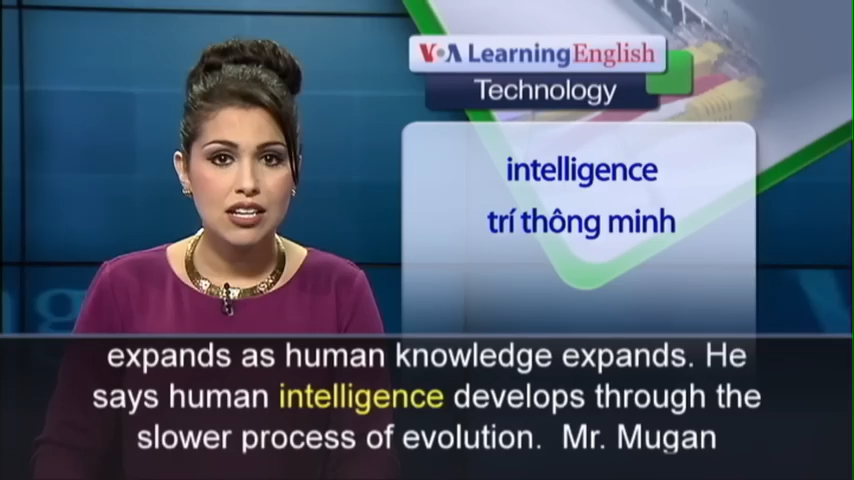 VOA Learning English
Technology
intelligence
trí thông minh
expands as human knowledge expands. He
says human intelligence develops through the
slower process of evolution. Mr. Mugan